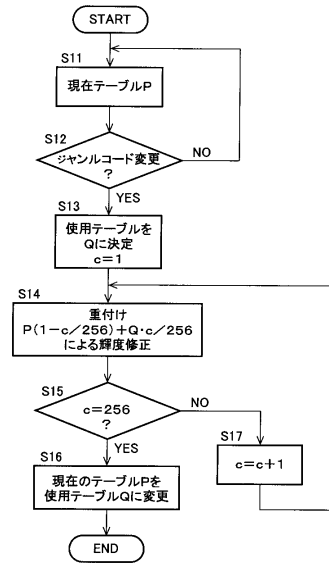 START
S11
現在テーブルP
S12
ジャンルコード変更
?
NO
YES
S13
使用テーブルを
Qに決定
c=1
S14
重付け
P(1-c/256)+Q・c/256
による輝度修正
S15
c=256
?
NO
YES
S17
c=c+1
S16
現在のテーブルPを
使用テーブルQに変更
END